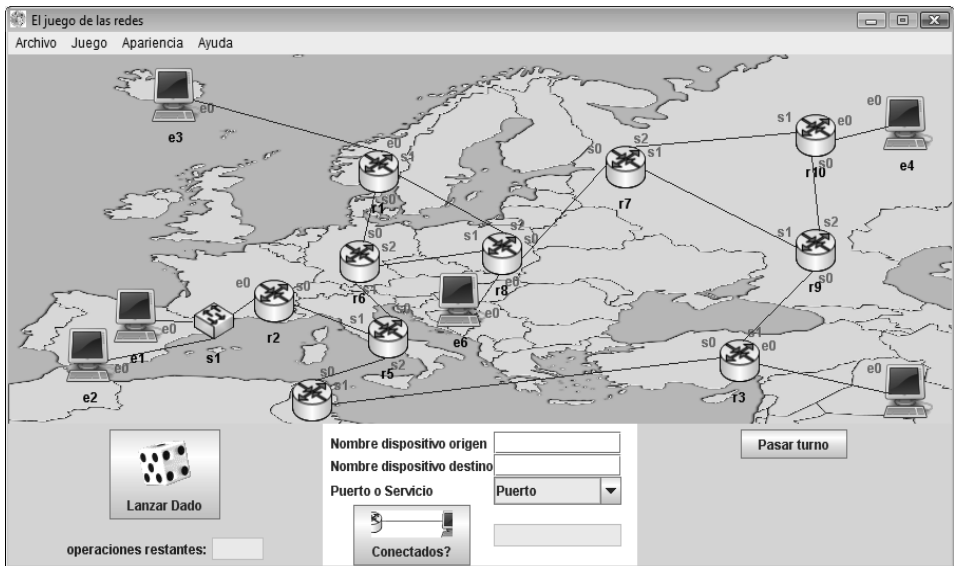 El juego de las redes
Archivo Juego Apariencia Ayuda
e0
e3
e0
s1
s0
r1
s0
s2
s1
r6
s1
s2
s0
e0
r8
s0
s2
s1
r7
s1
e0
s0
r10
e0
e4
s1
s2
s0
r9
e0
e1
e0
e2
s1
e0
s0
r2
s1
s2
r5
e0
e6
s0
s1
s0
s1
e0
r3
e0
Lanzar Dado
operaciones restantes:
Nombre dispositivo origen
Nombre dispositivo destino
Puerto o Servicio
Puerto
Conectados?
Pasar turno